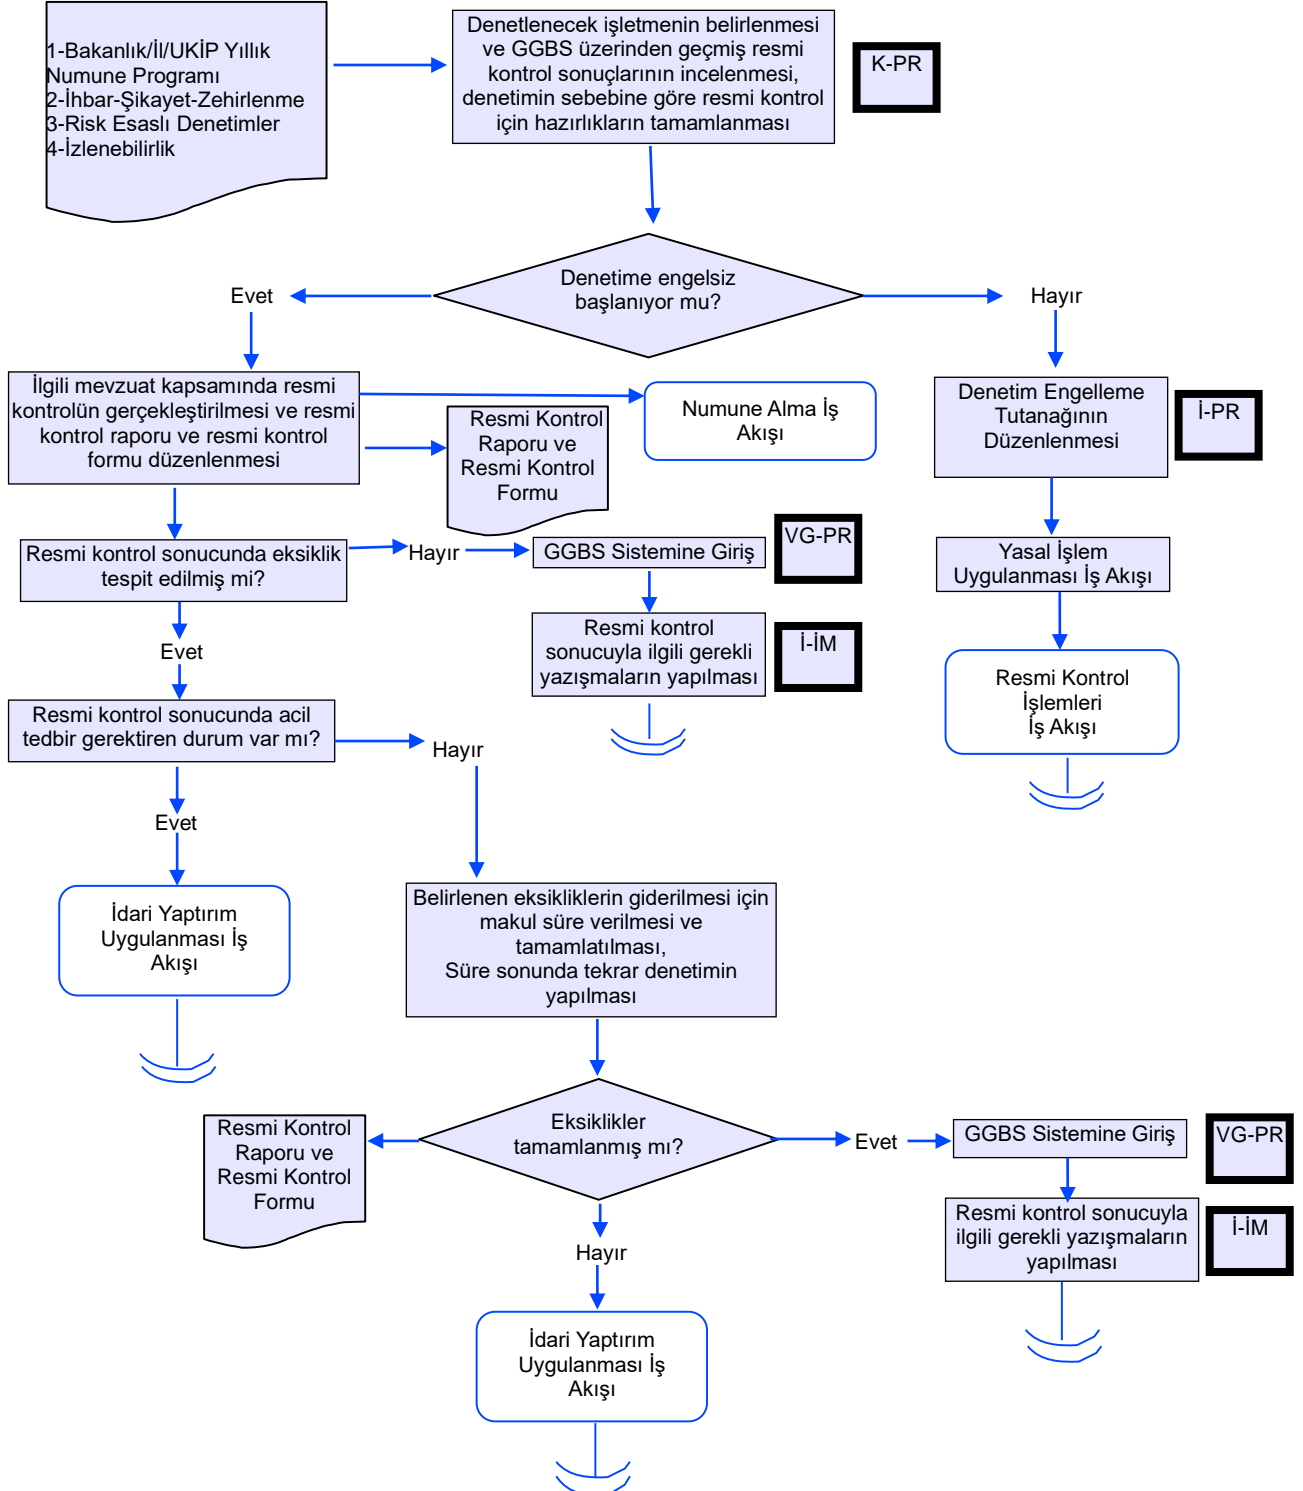 1-Bakanlık/İl/UKİP Yıllık
Numune Programı
2-İhbar-Şikayet-Zehirlenme
3-Risk Esaslı Denetimler
4-İzlenebilirlik
Denetlenecek işletmenin belirlenmesi
ve GGBS üzerinden geçmiş resmi
kontrol sonuçlarının incelenmesi,
denetimin sebebine göre resmi kontrol
için hazırlıkların tamamlanması
K-PR
Denetime engelsiz
başlanıyor mu?
Evet
Hayır
İlgili mevzuat kapsamında resmi
kontrolün gerçekleştirilmesi ve resmi
kontrol raporu ve resmi kontrol
formu düzenlenmesi
Numune Alma İş
Akışı
Resmi Kontrol
Raporu ve
Resmi Kontrol
Formu
Denetim Engelleme
Tutanağının
Düzenlenmesi
İ-PR
Resmi kontrol sonucunda eksiklik
tespit edilmiş mi?
Hayır
GGBS Sistemine Giriş
VG-PR
Yasal İşlem
Uygulanması İş Akışı
Resmi kontrol
sonucuyla ilgili gerekli
yazışmaların yapılması
İ-İM
Evet
Resmi Kontrol
İşlemleri
İş Akışı
Resmi kontrol sonucunda acil
tedbir gerektiren durum var mı?
Hayır
Evet
İdari Yaptırım
Uygulanması İş
Akışı
Belirlenen eksikliklerin giderilmesi için
makul süre verilmesi ve
tamamlatılması,
Süre sonunda tekrar denetimin
yapılması
Resmi Kontrol
Raporu ve
Resmi Kontrol
Formu
Eksiklikler
tamamlanmış mı?
Evet
GGBS Sistemine Giriş
VG-PR
Resmi kontrol sonucuyla
ilgili gerekli yazışmaların
yapılması
İ-İM
Hayır
İdari Yaptırım
Uygulanması İş
Akışı